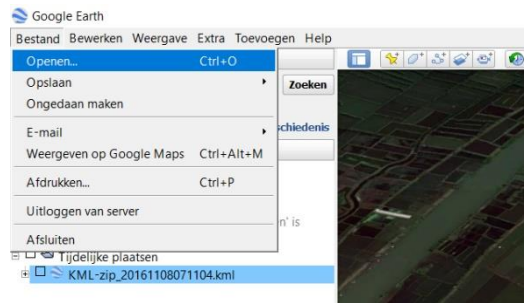 Google Earth
Bestand Bewerken Weergave Extra Toevoegen Help
Openen... Ctrl+O
Opslaan
Zoeken
Ongedaan maken
E-mail
schiedenis
Weergeven op Google Maps Ctrl+Alt+M
Afdrukken... Ctrl+P
Uitloggen van server
n' is
Afsluiten
Tijdelijke plaatsen
KML-zip_20161108071104.kml